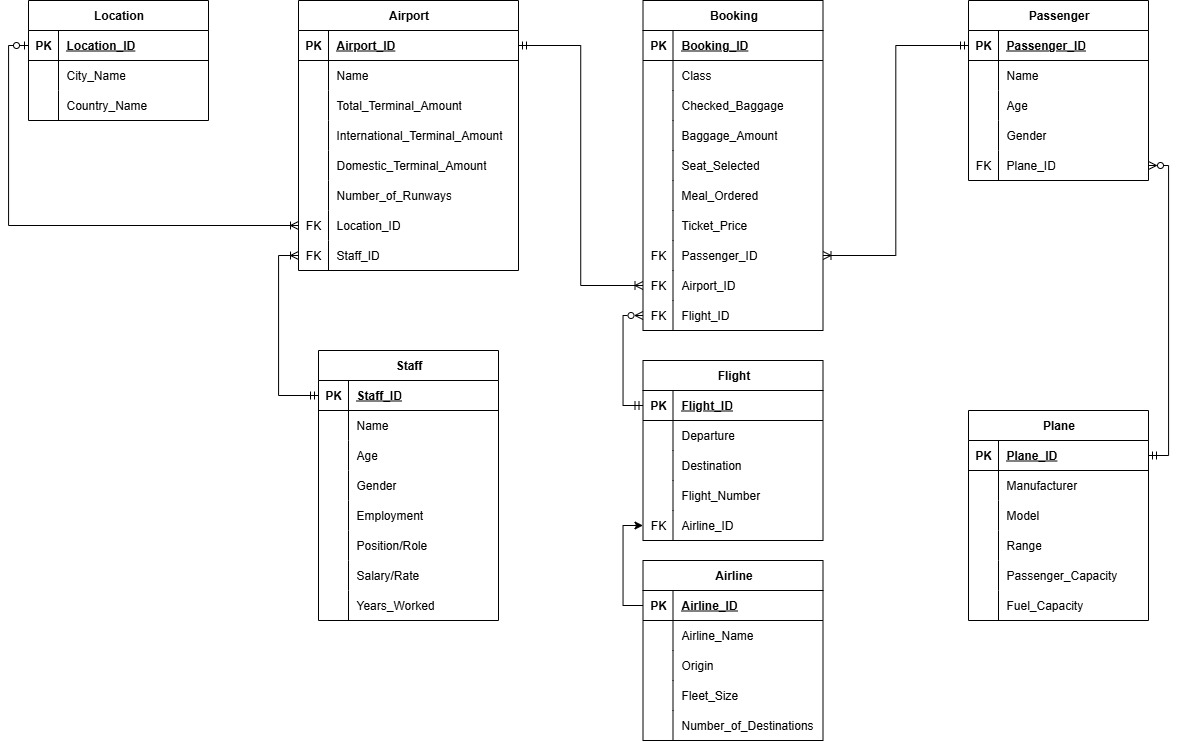 Location
PK Location_ID
City_Name
Country_Name
Airport
PK Airport_ID
Name
Total_Terminal_Amount
International_Terminal_Amount
Domestic_Terminal_Amount
Number_of_Runways
FK Location_ID
FK Staff_ID
Booking
PK Booking_ID
Class
Checked_Baggage
Baggage_Amount
Seat_Selected
Meal_Ordered
Ticket_Price
FK Passenger_ID
FK Airport_ID
FK Flight_ID
Passenger
PK Passenger_ID
Name
Age
Gender
FK Plane_ID
Staff
PK Staff_ID
Name
Age
Gender
Employment
Position/Role
Salary/Rate
Years_Worked
Flight
PK Flight_ID
Departure
Destination
Flight_Number
FK Airline_ID
Plane
PK Plane_ID
Manufacturer
Model
Range
Passenger_Capacity
Fuel_Capacity
Airline
PK Airline_ID
Airline_Name
Origin
Fleet_Size
Number_of_Destinations